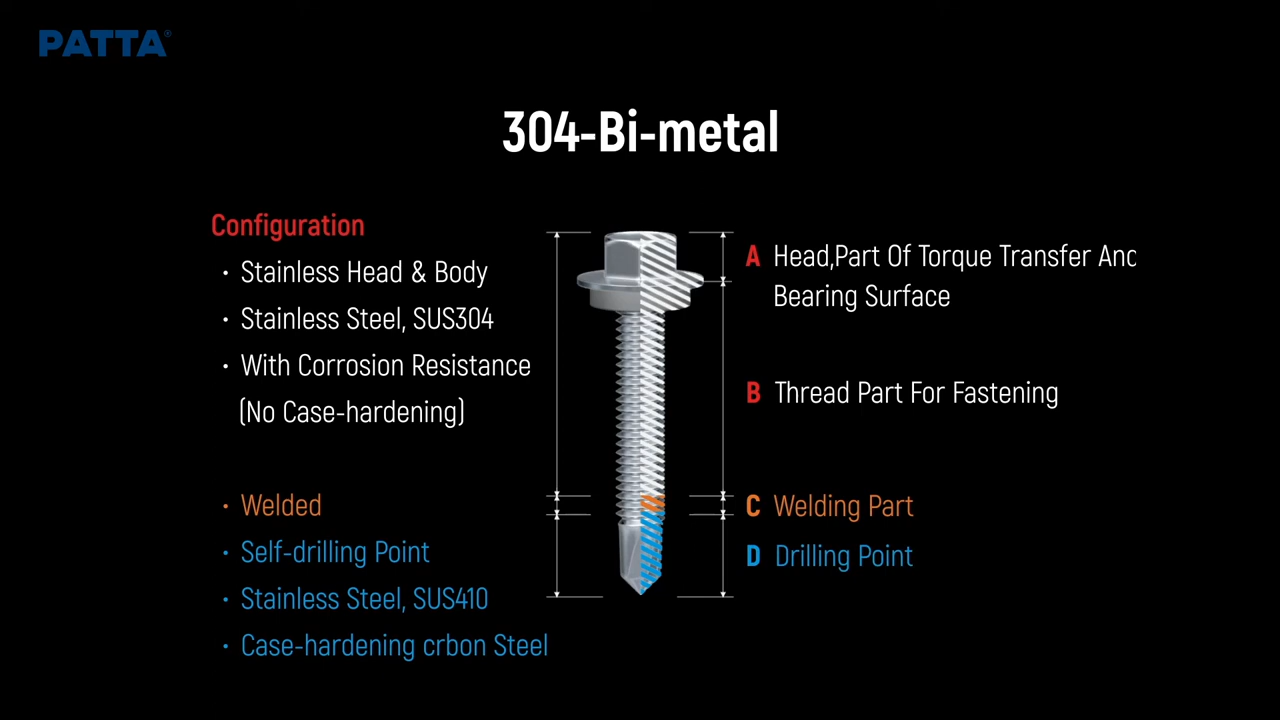 PATTA®
304-Bi-metal
Configuration
· Stainless Head & Body
· Stainless Steel, SUS304
· With Corrosion Resistance
(No Case-hardening)
· Welded
· Self-drilling Point
· Stainless Steel, SUS410
· Case-hardening crbon Steel
A Head,Part Of Torque Transfer And
Bearing Surface
B Thread Part For Fastening
C Welding Part
D Drilling Point